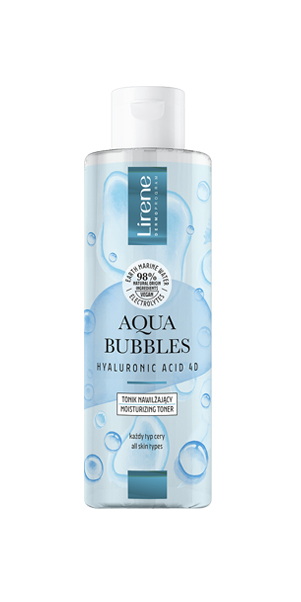 Lirene
DERMOPROGRAM
EARTH MARINE WATER
98%
NATURAL ORIGIN
INGREDIENTS
VEGAN
ELECTROLYTES
AQUA
BUBBLES
HYALURONIC ACID 4D
TONIK NAWILŻAJĄCY
MOISTURIZING TONER
każdy typ cery
all skin types